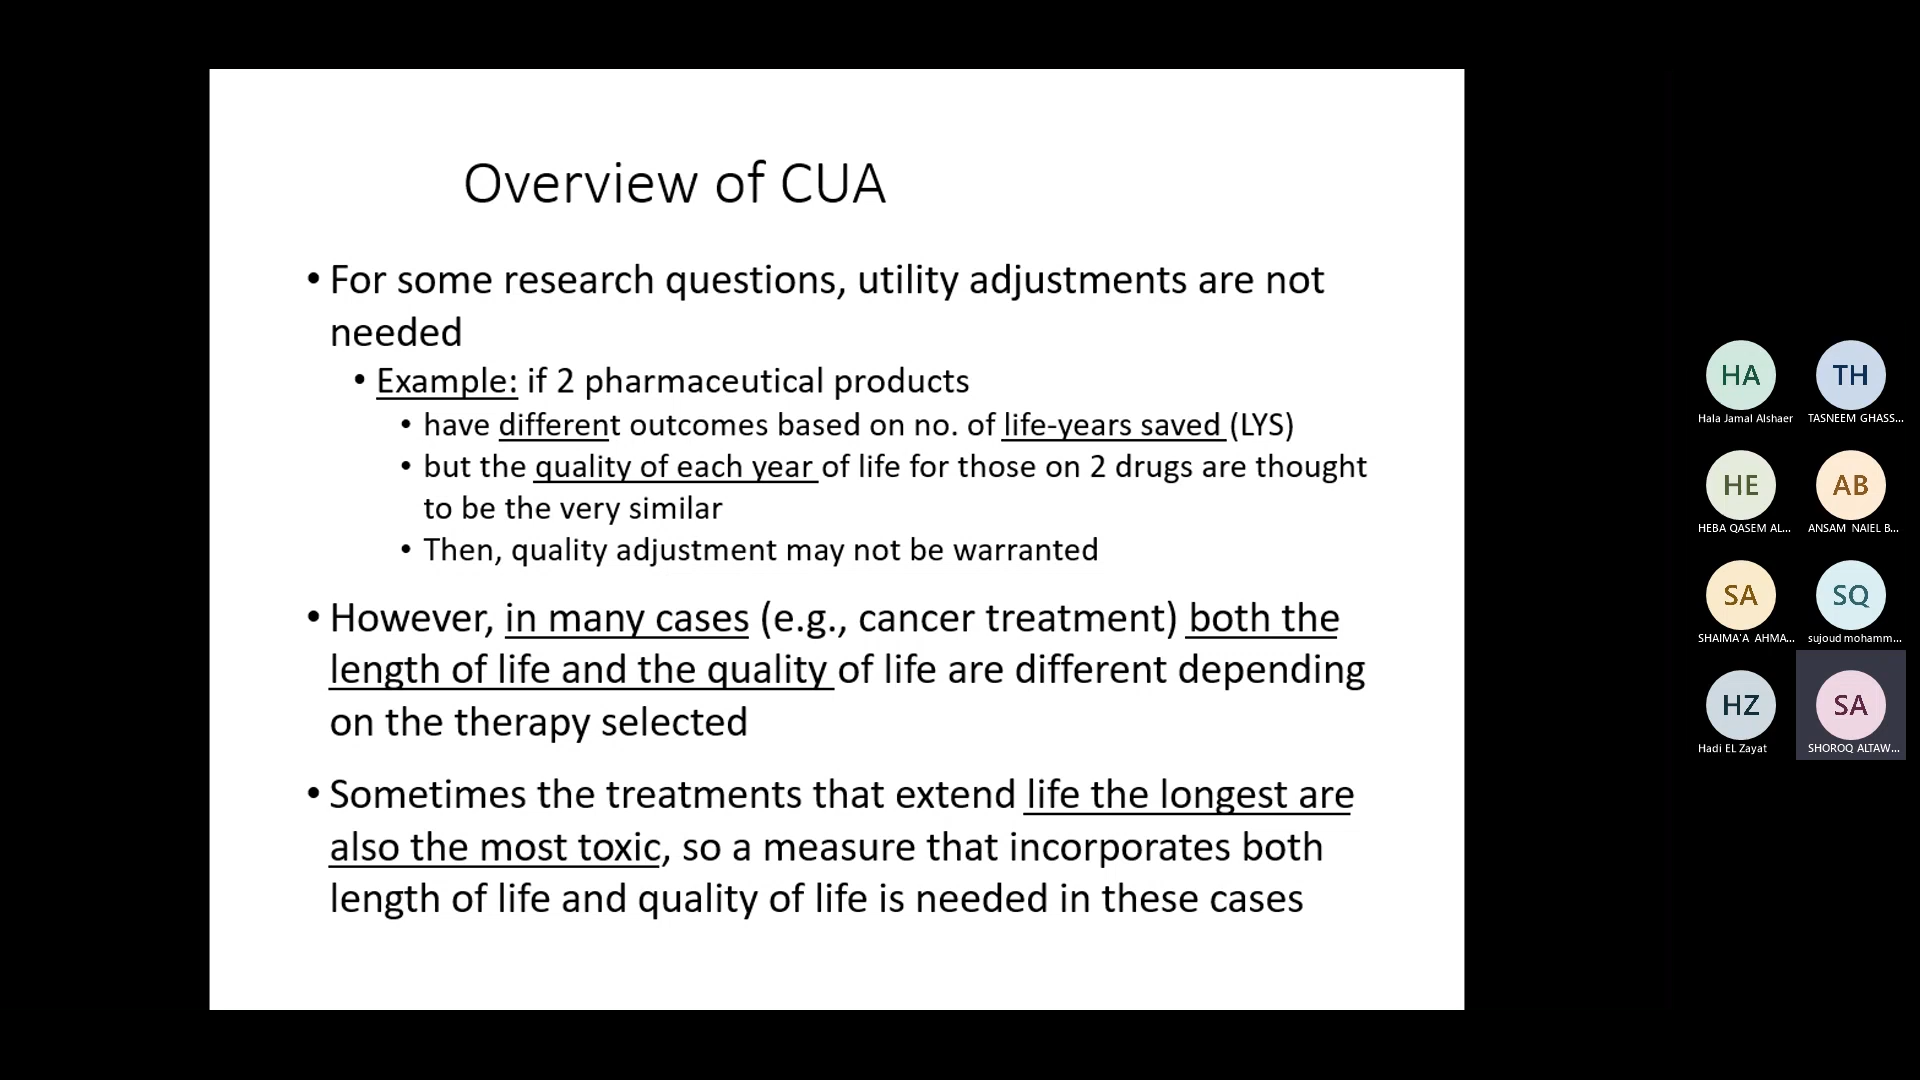 Overview of CUA
• For some research questions, utility adjustments are not
needed
• Example: if 2 pharmaceutical products
• have different outcomes based on no. of life-years saved (LYS)
• but the quality of each year of life for those on 2 drugs are thought
to be the very similar
• Then, quality adjustment may not be warranted
• However, in many cases (e.g., cancer treatment) both the
length of life and the quality of life are different depending
on the therapy selected
• Sometimes the treatments that extend life the longest are
also the most toxic, so a measure that incorporates both
length of life and quality of life is needed in these cases
HA TH
Hala Jamal Alshaer TASNEEM GHASS...
HE AB
HEBA QASEM AL... ANSAM NAIEL B...
SA SQ
SHAIMA'A AHMA... sujoud mohamm...
HZ SA
Hadi EL Zayat SHOROQ ALTAW...